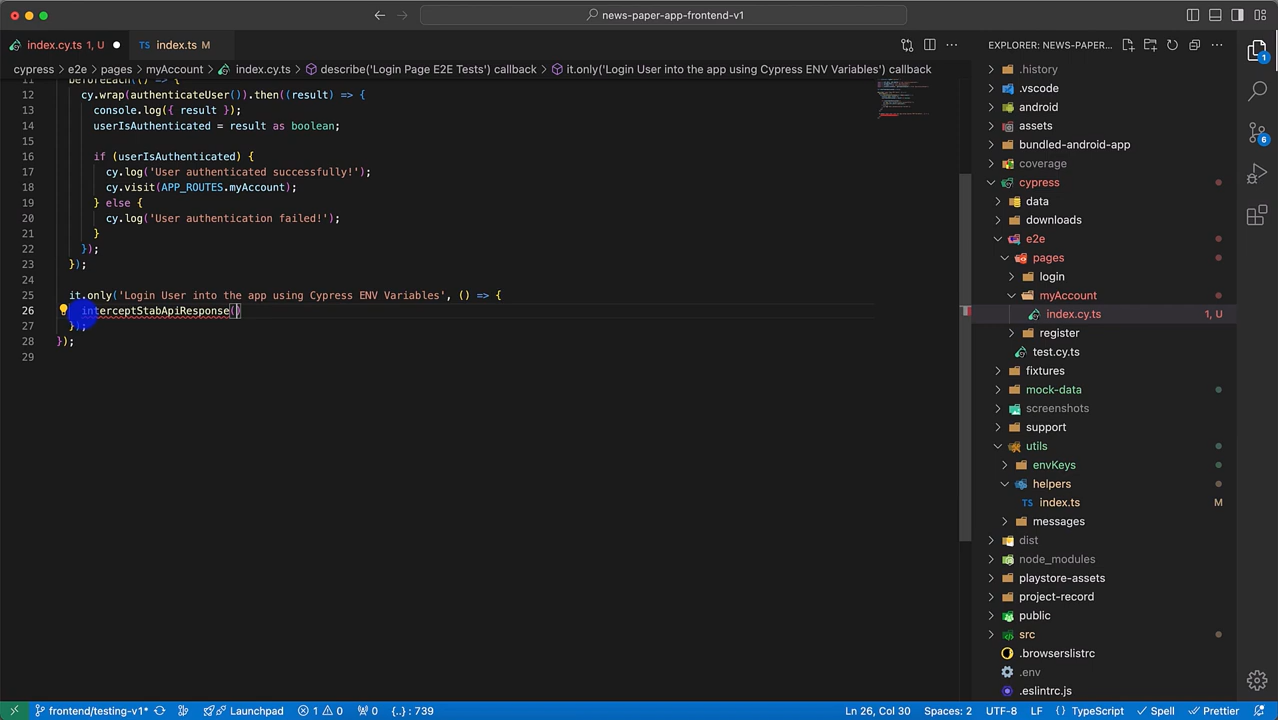 news-paper-app-frontend-v1
index.cy.ts 1, U
TS index.ts M
EXPLORER: NEWS-PAPER...
cypress > e2e > pages > myAccount > index.cy.ts > describe('Login Page E2E Tests') callback > it.only('Login User into the app using Cypress ENV Variables') callback
11 beforeEach(() => {
12 cy.wrap(authenticateUser()).then((result) => {
13 console.log({ result });
14 userIsAuthenticated = result as boolean;
15
16 if (userIsAuthenticated) {
17 cy.log('User authenticated successfully!');
18 cy.visit(APP_ROUTES.myAccount);
19 } else {
20 cy.log('User authentication failed!');
21 }
22 });
23 });
24
25 it.only('Login User into the app using Cypress ENV Variables', () => {
26 interceptStabApiResponse()
27 });
28 });
29
.history
.vscode
android
assets
bundled-android-app
coverage
cypress
data
downloads
e2e
pages
login
myAccount
index.cy.ts 1, U
register
test.cy.ts
fixtures
mock-data
screenshots
support
utils
envKeys
helpers
TS index.ts M
messages
dist
node_modules
playstore-assets
project-record
public
src
.browserslistrc
.env
.eslintrc.js
1
6
frontend/testing-v1* Launchpad 1 0 0 {..} : 739 Ln 26, Col 30 Spaces: 2 UTF-8 LF { } TypeScript Spell Prettier